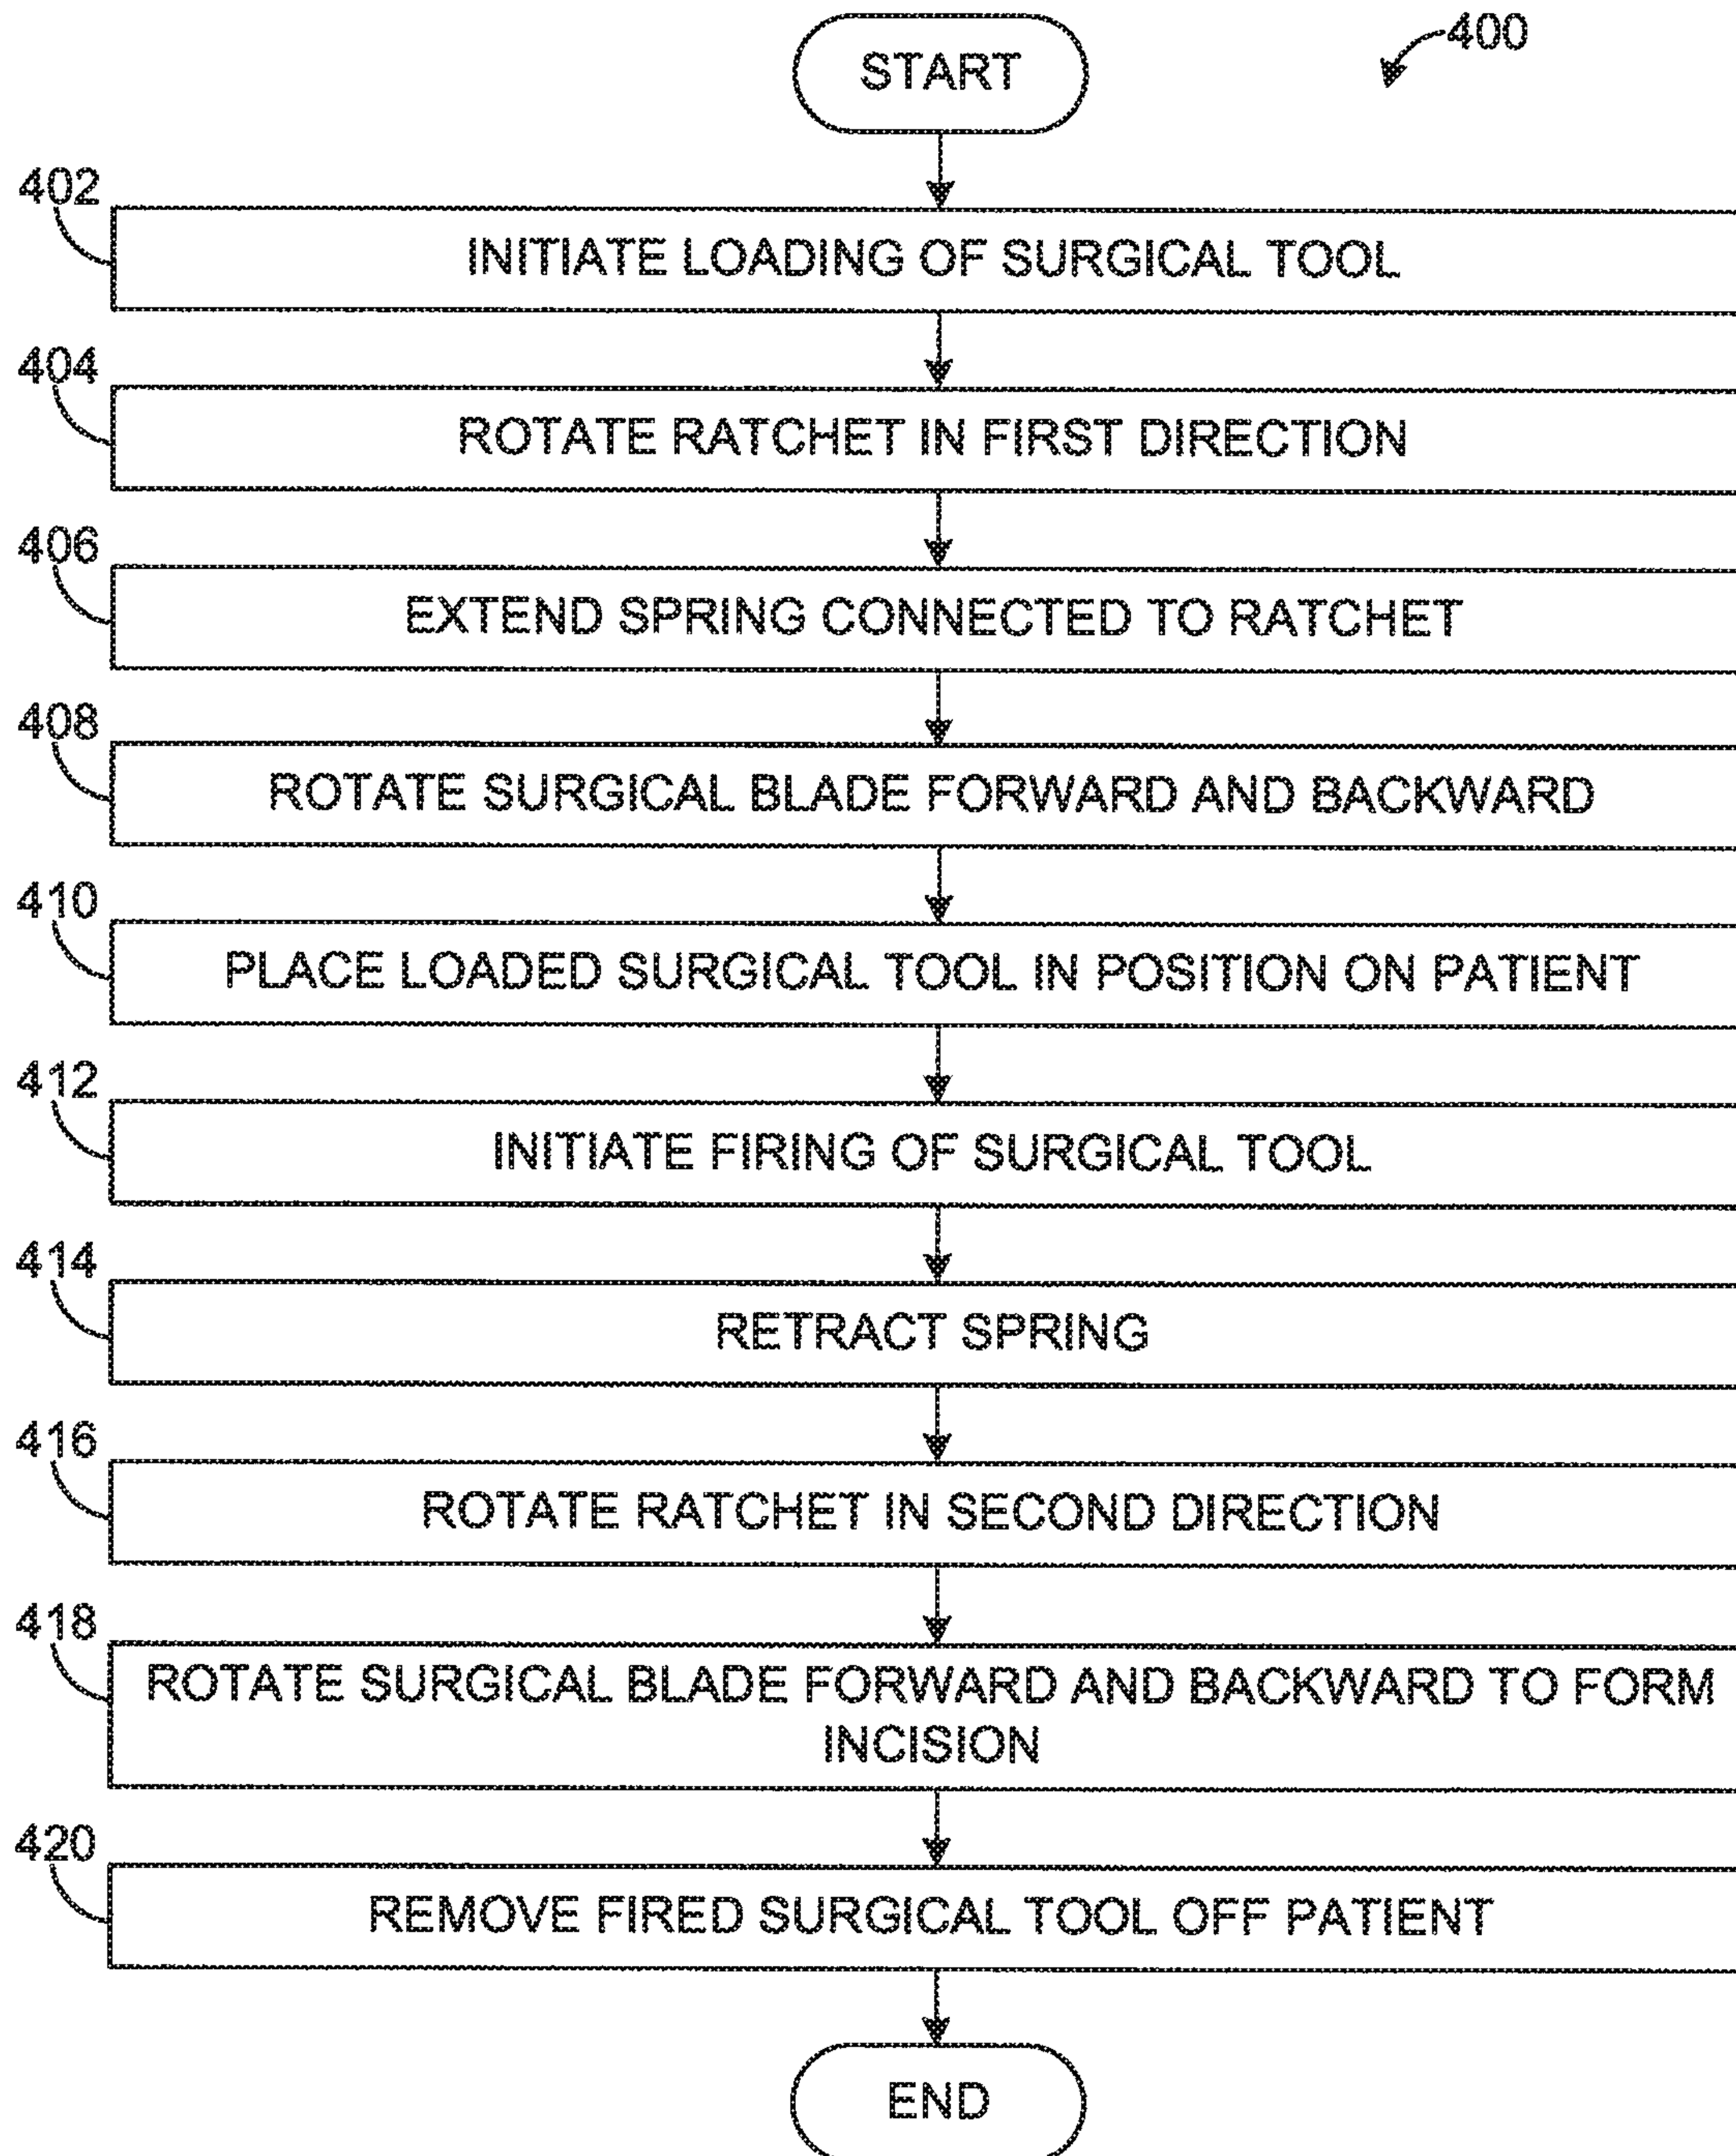 START
400
402
INITIATE LOADING OF SURGICAL TOOL
404
ROTATE RATCHET IN FIRST DIRECTION
406
EXTEND SPRING CONNECTED TO RATCHET
408
ROTATE SURGICAL BLADE FORWARD AND BACKWARD
410
PLACE LOADED SURGICAL TOOL IN POSITION ON PATIENT
412
INITIATE FIRING OF SURGICAL TOOL
414
RETRACT SPRING
416
ROTATE RATCHET IN SECOND DIRECTION
418
ROTATE SURGICAL BLADE FORWARD AND BACKWARD TO FORM
INCISION
420
REMOVE FIRED SURGICAL TOOL OFF PATIENT
END